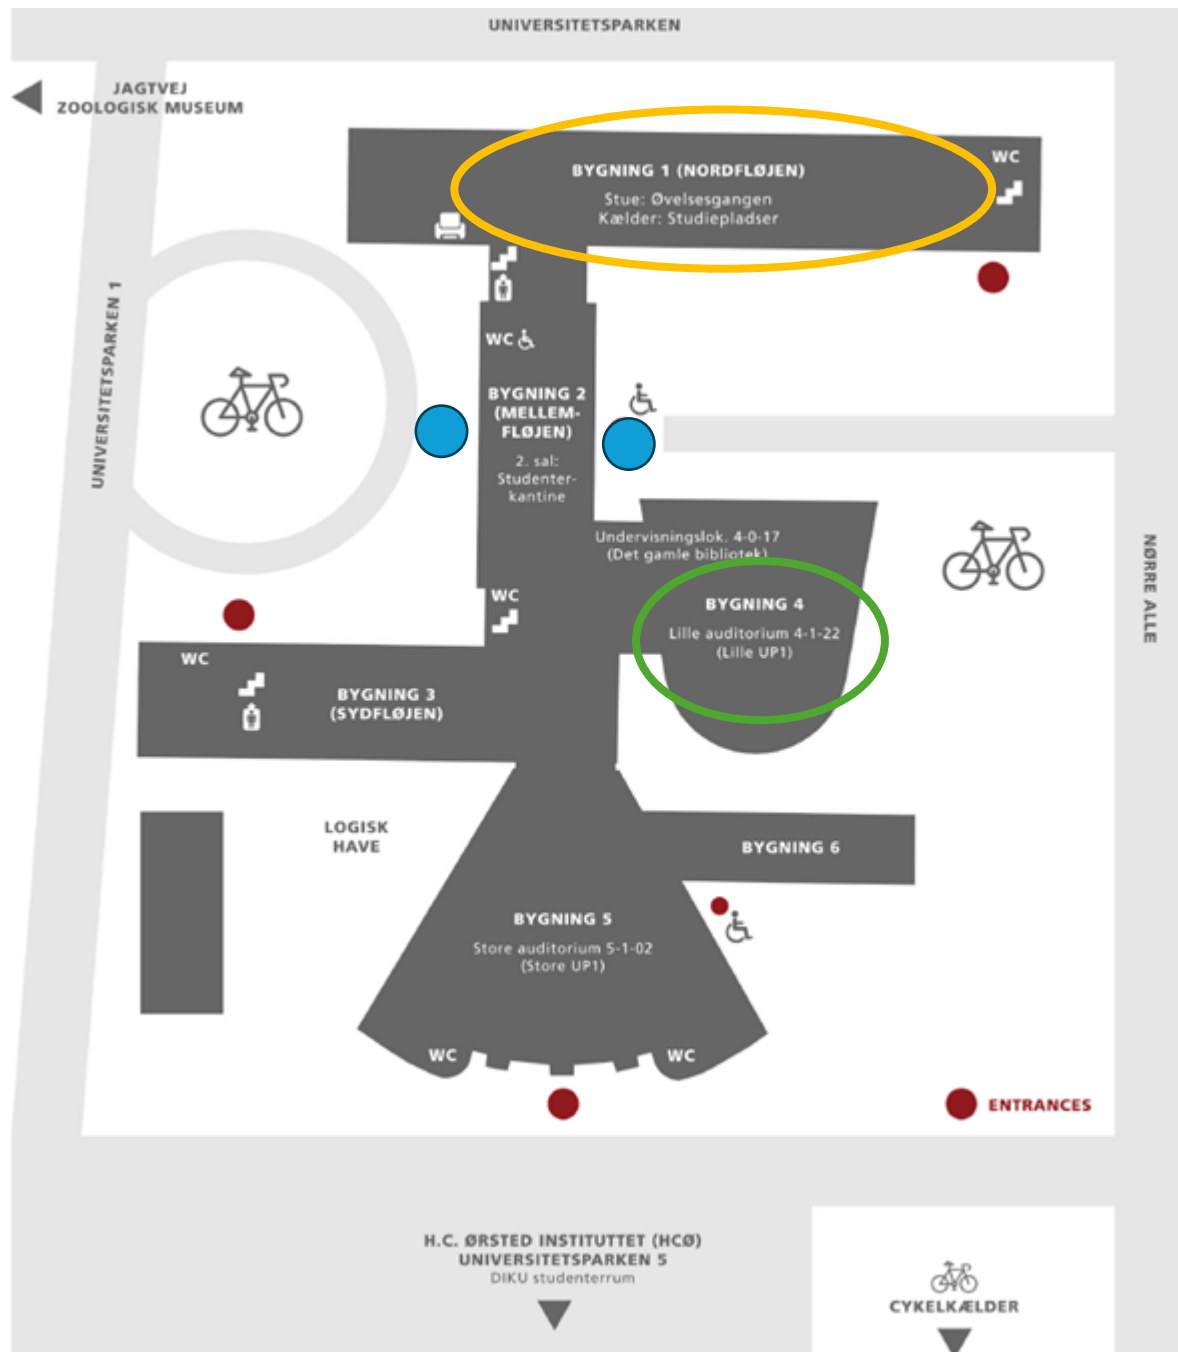 UNIVERSITETSPARKEN
JAGTVEJ
ZOOLOGISK MUSEUM
WC
BYGNING 1 (NORDFLØJEN)
Stue: Øvelsesgangen
Kælder: Studiepladser
UNIVERSITETSPARKEN 1
WC
BYGNING 2
(MELLEM-
FLØJEN)
2. sal:
Studenter-
kantine
Undervisningslok. 4-0-17
(Det gamle bibliotek)
NØRRE ALLE
WC
BYGNING 4
Lille auditorium 4-1-22
(Lille UP1)
WC
BYGNING 3
(SYDFLØJEN)
LOGISK
HAVE
BYGNING 6
BYGNING 5
Store auditorium 5-1-02
(Store UP1)
WC
WC
ENTRANCES
H.C. ØRSTED INSTITUTTET (HCØ)
UNIVERSITETSPARKEN 5
DIKU studenterrum
CYKELKÆLDER